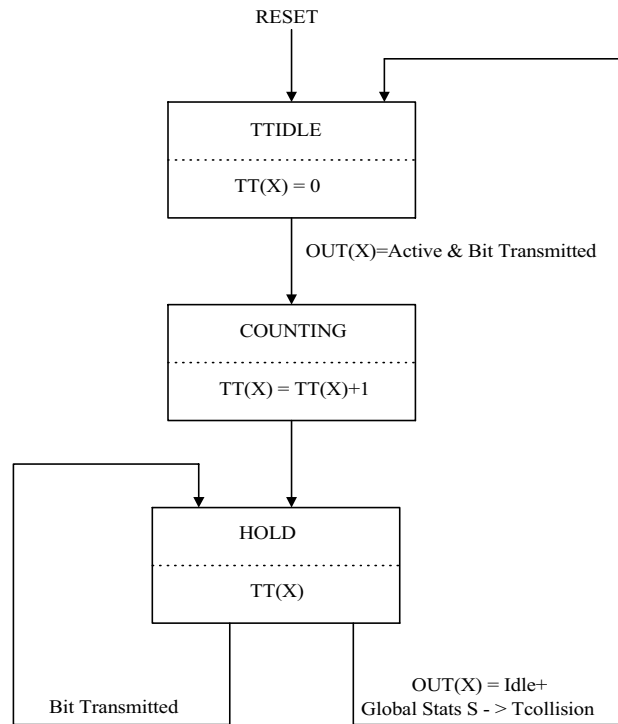 RESET
TTIDLE
TT(X) = 0
OUT(X)=Active & Bit Transmitted
COUNTING
TT(X) = TT(X)+1
HOLD
TT(X)
Bit Transmitted
OUT(X) = Idle+
Global Stats S - > Tcollision